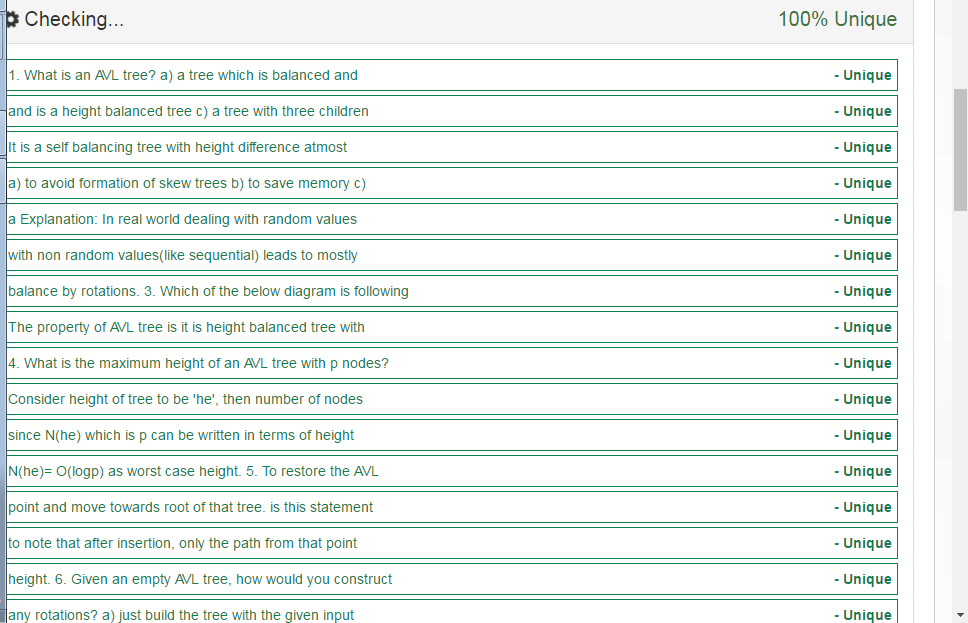 Checking...
100% Unique
1. What is an AVL tree? a) a tree which is balanced and - Unique
and is a height balanced tree c) a tree with three children - Unique
It is a self balancing tree with height difference atmost - Unique
a) to avoid formation of skew trees b) to save memory c) - Unique
a Explanation: In real world dealing with random values - Unique
with non random values(like sequential) leads to mostly - Unique
balance by rotations. 3. Which of the below diagram is following - Unique
The property of AVL tree is it is height balanced tree with - Unique
4. What is the maximum height of an AVL tree with p nodes? - Unique
Consider height of tree to be 'he', then number of nodes - Unique
since N(he) which is p can be written in terms of height - Unique
N(he)= O(logp) as worst case height. 5. To restore the AVL - Unique
point and move towards root of that tree. is this statement - Unique
to note that after insertion, only the path from that point - Unique
height. 6. Given an empty AVL tree, how would you construct - Unique
any rotations? a) just build the tree with the given input - Unique